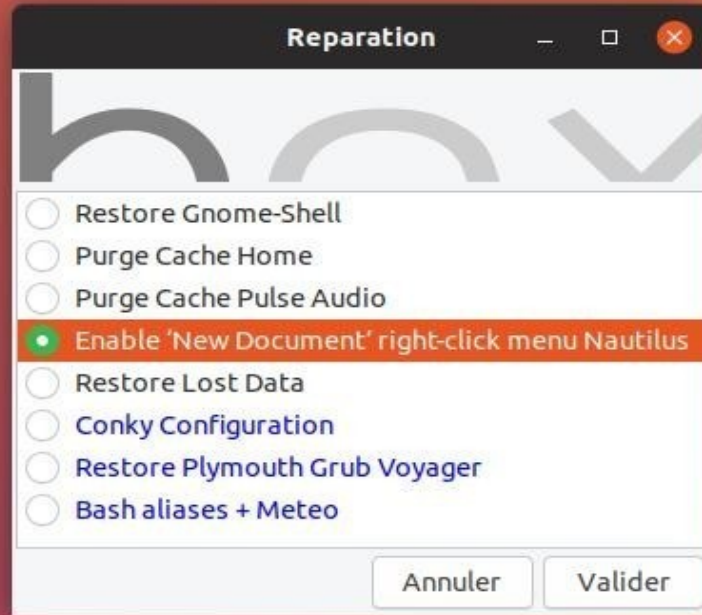 Reparation
box
Restore Gnome-Shell
Purge Cache Home
Purge Cache Pulse Audio
Enable ‘New Document’ right-click menu Nautilus
Restore Lost Data
Conky Configuration
Restore Plymouth Grub Voyager
Bash aliases + Meteo
Annuler Valider